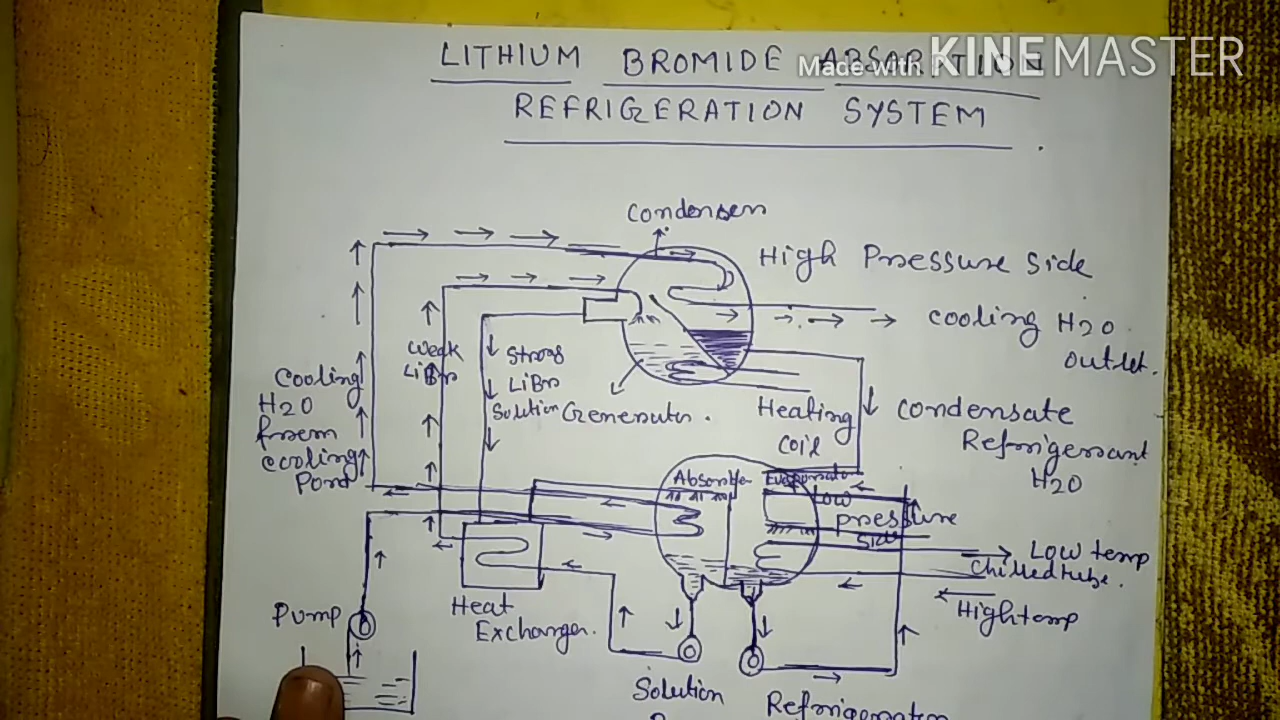 LITHIUM BROMIDE ABSORPTION
Made with KINEMASTER
REFRIGERATION SYSTEM
Condenser
High Pressure Side
Cooling H2O
outlet.
Weak
LiBr
Strong
LiBr
Solution
Generator.
Heating
Coil
Condensate
Refrigerant
H2O
Cooling
H2O
from
cooling
Pond
Absorber
Evaporator
Low
pressure
Side
Low temp
Chilled tube.
High temp
Pump
Heat
Exchanger.
Solution